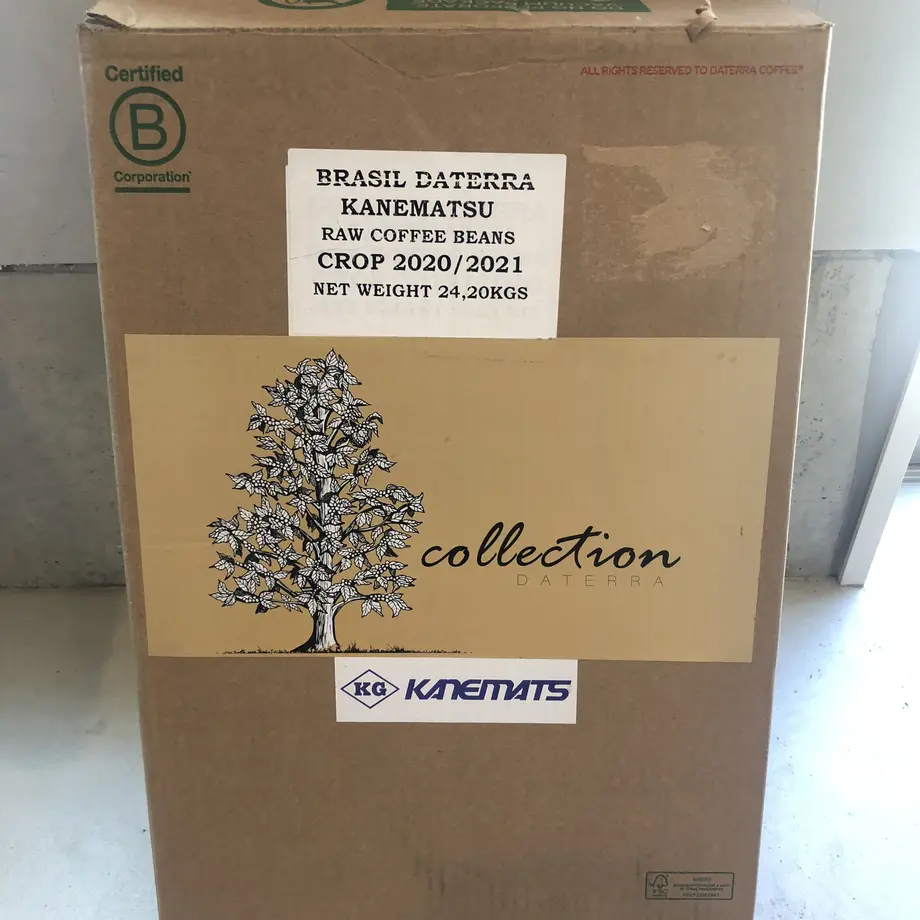 Certified
B
Corporation
ALL RIGHTS RESERVED TO DATERRA COFFEE®
BRASIL DATERRA
KANEMATSU
RAW COFFEE BEANS
CROP 2020/2021
NET WEIGHT 24,20KGS
collection
DATERRA
KG KANEMATS
FSC